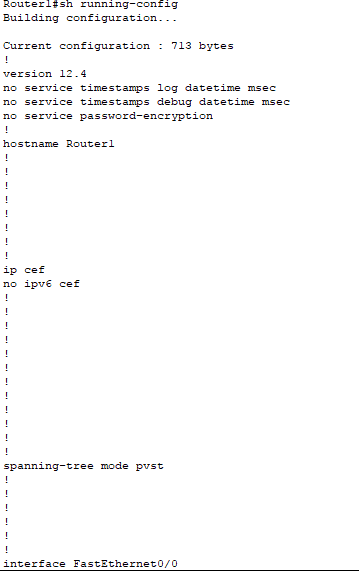 Router1#sh running-config
Building configuration...

Current configuration : 713 bytes
!
version 12.4
no service timestamps log datetime msec
no service timestamps debug datetime msec
no service password-encryption
!
hostname Router1
!
!
!
!
!
!
!
!
ip cef
no ipv6 cef
!
!
!
!
!
!
!
!
!
!
!
!
spanning-tree mode pvst
!
!
!
!
!
!
interface FastEthernet0/0